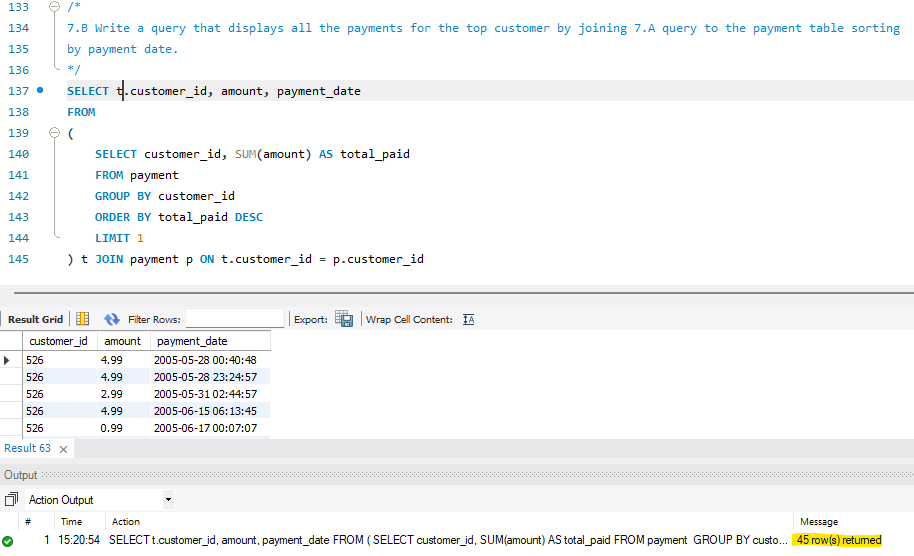 133 /*
134 7.B Write a query that displays all the payments for the top customer by joining 7.A query to the payment table sorting
135 by payment date.
136 */
137 SELECT t.customer_id, amount, payment_date
138 FROM
139 (
140 SELECT customer_id, SUM(amount) AS total_paid
141 FROM payment
142 GROUP BY customer_id
143 ORDER BY total_paid DESC
144 LIMIT 1
145 ) t JOIN payment p ON t.customer_id = p.customer_id
Result Grid Filter Rows: Export: Wrap Cell Content: IA
customer_id amount payment_date
526 4.99 2005-05-28 00:40:48
526 4.99 2005-05-28 23:24:57
526 2.99 2005-05-31 02:44:57
526 4.99 2005-06-15 06:13:45
526 0.99 2005-06-17 00:07:07
Result 63
Output
Action Output
# Time Action Message
1 15:20:54 SELECT t.customer_id, amount, payment_date FROM ( SELECT customer_id, SUM(amount) AS total_paid FROM payment GROUP BY custo... 45 row(s) returned